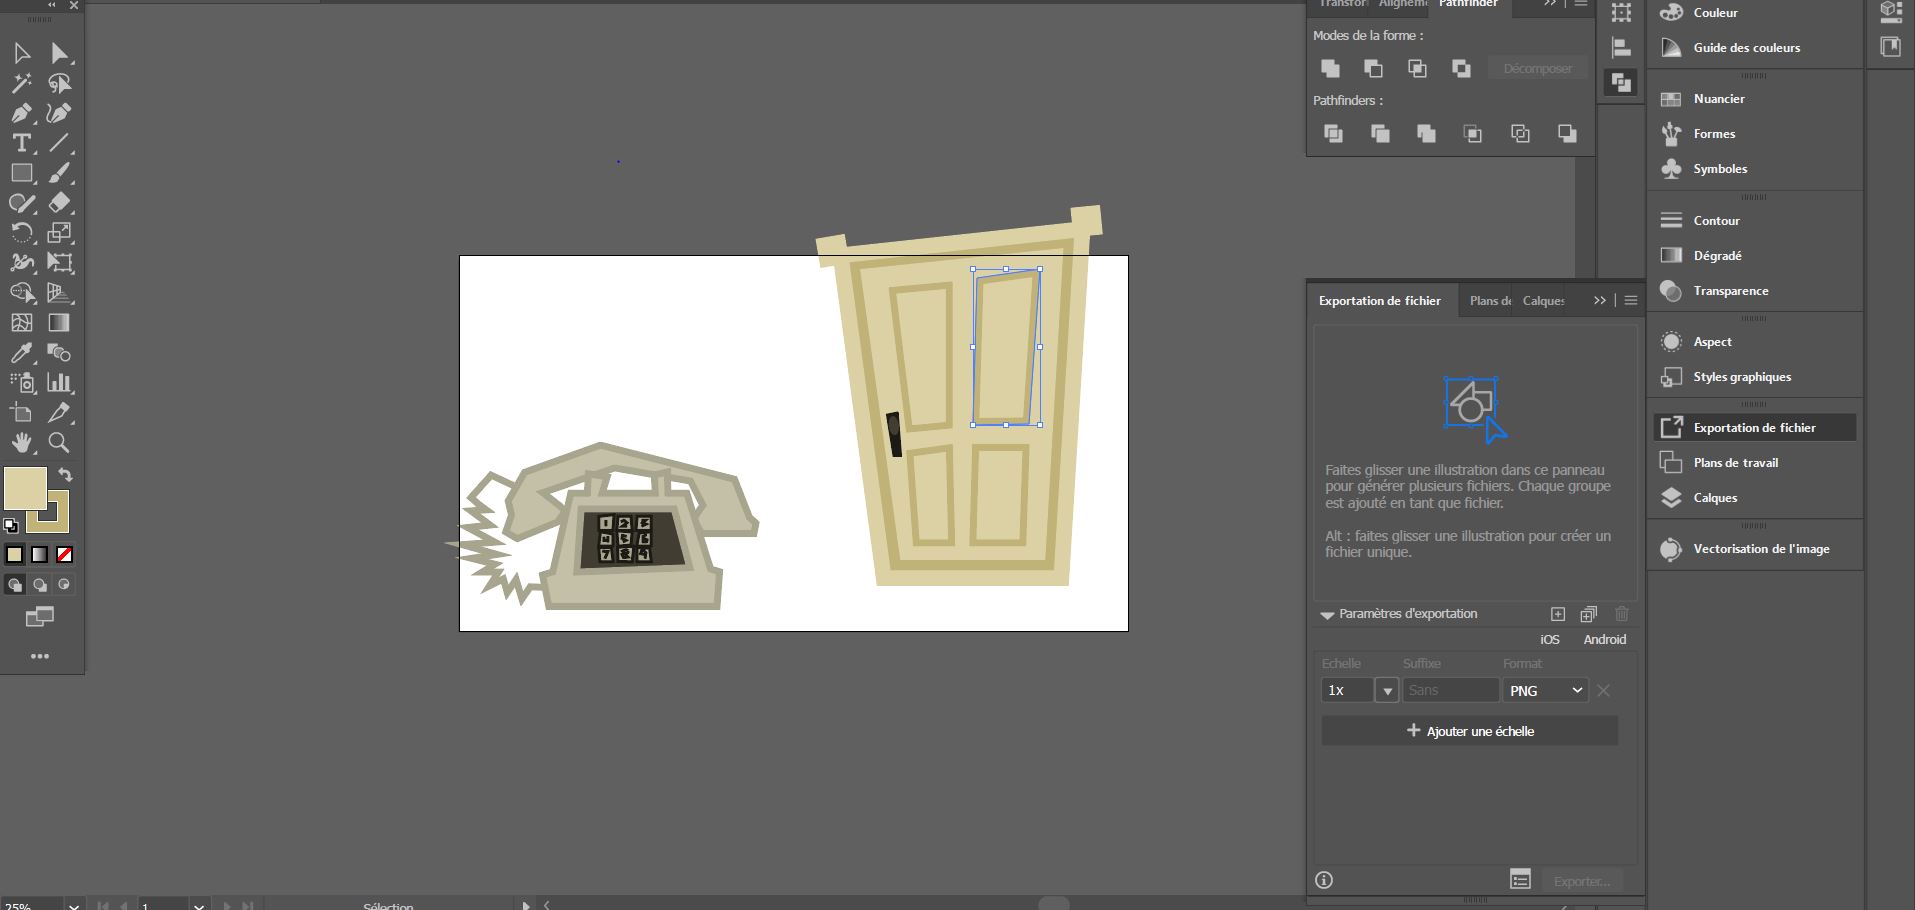 Transfor
Alignem
Pathfinder
Modes de la forme :
Décomposer
Pathfinders :
Couleur
Guide des couleurs
Nuancier
Formes
Symboles
Contour
Dégradé
Transparence
Aspect
Styles graphiques
Exportation de fichier
Plans de travail
Calques
Vectorisation de l'image
Exportation de fichier
Plans de
Calques
Faites glisser une illustration dans ce panneau
pour générer plusieurs fichiers. Chaque groupe
est ajouté en tant que fichier.
Alt : faites glisser une illustration pour créer un
fichier unique.
Paramètres d'exportation
iOS Android
Echelle Suffixe Format
1x Sans PNG
+ Ajouter une échelle
Exporter...
25% 1 Sélection